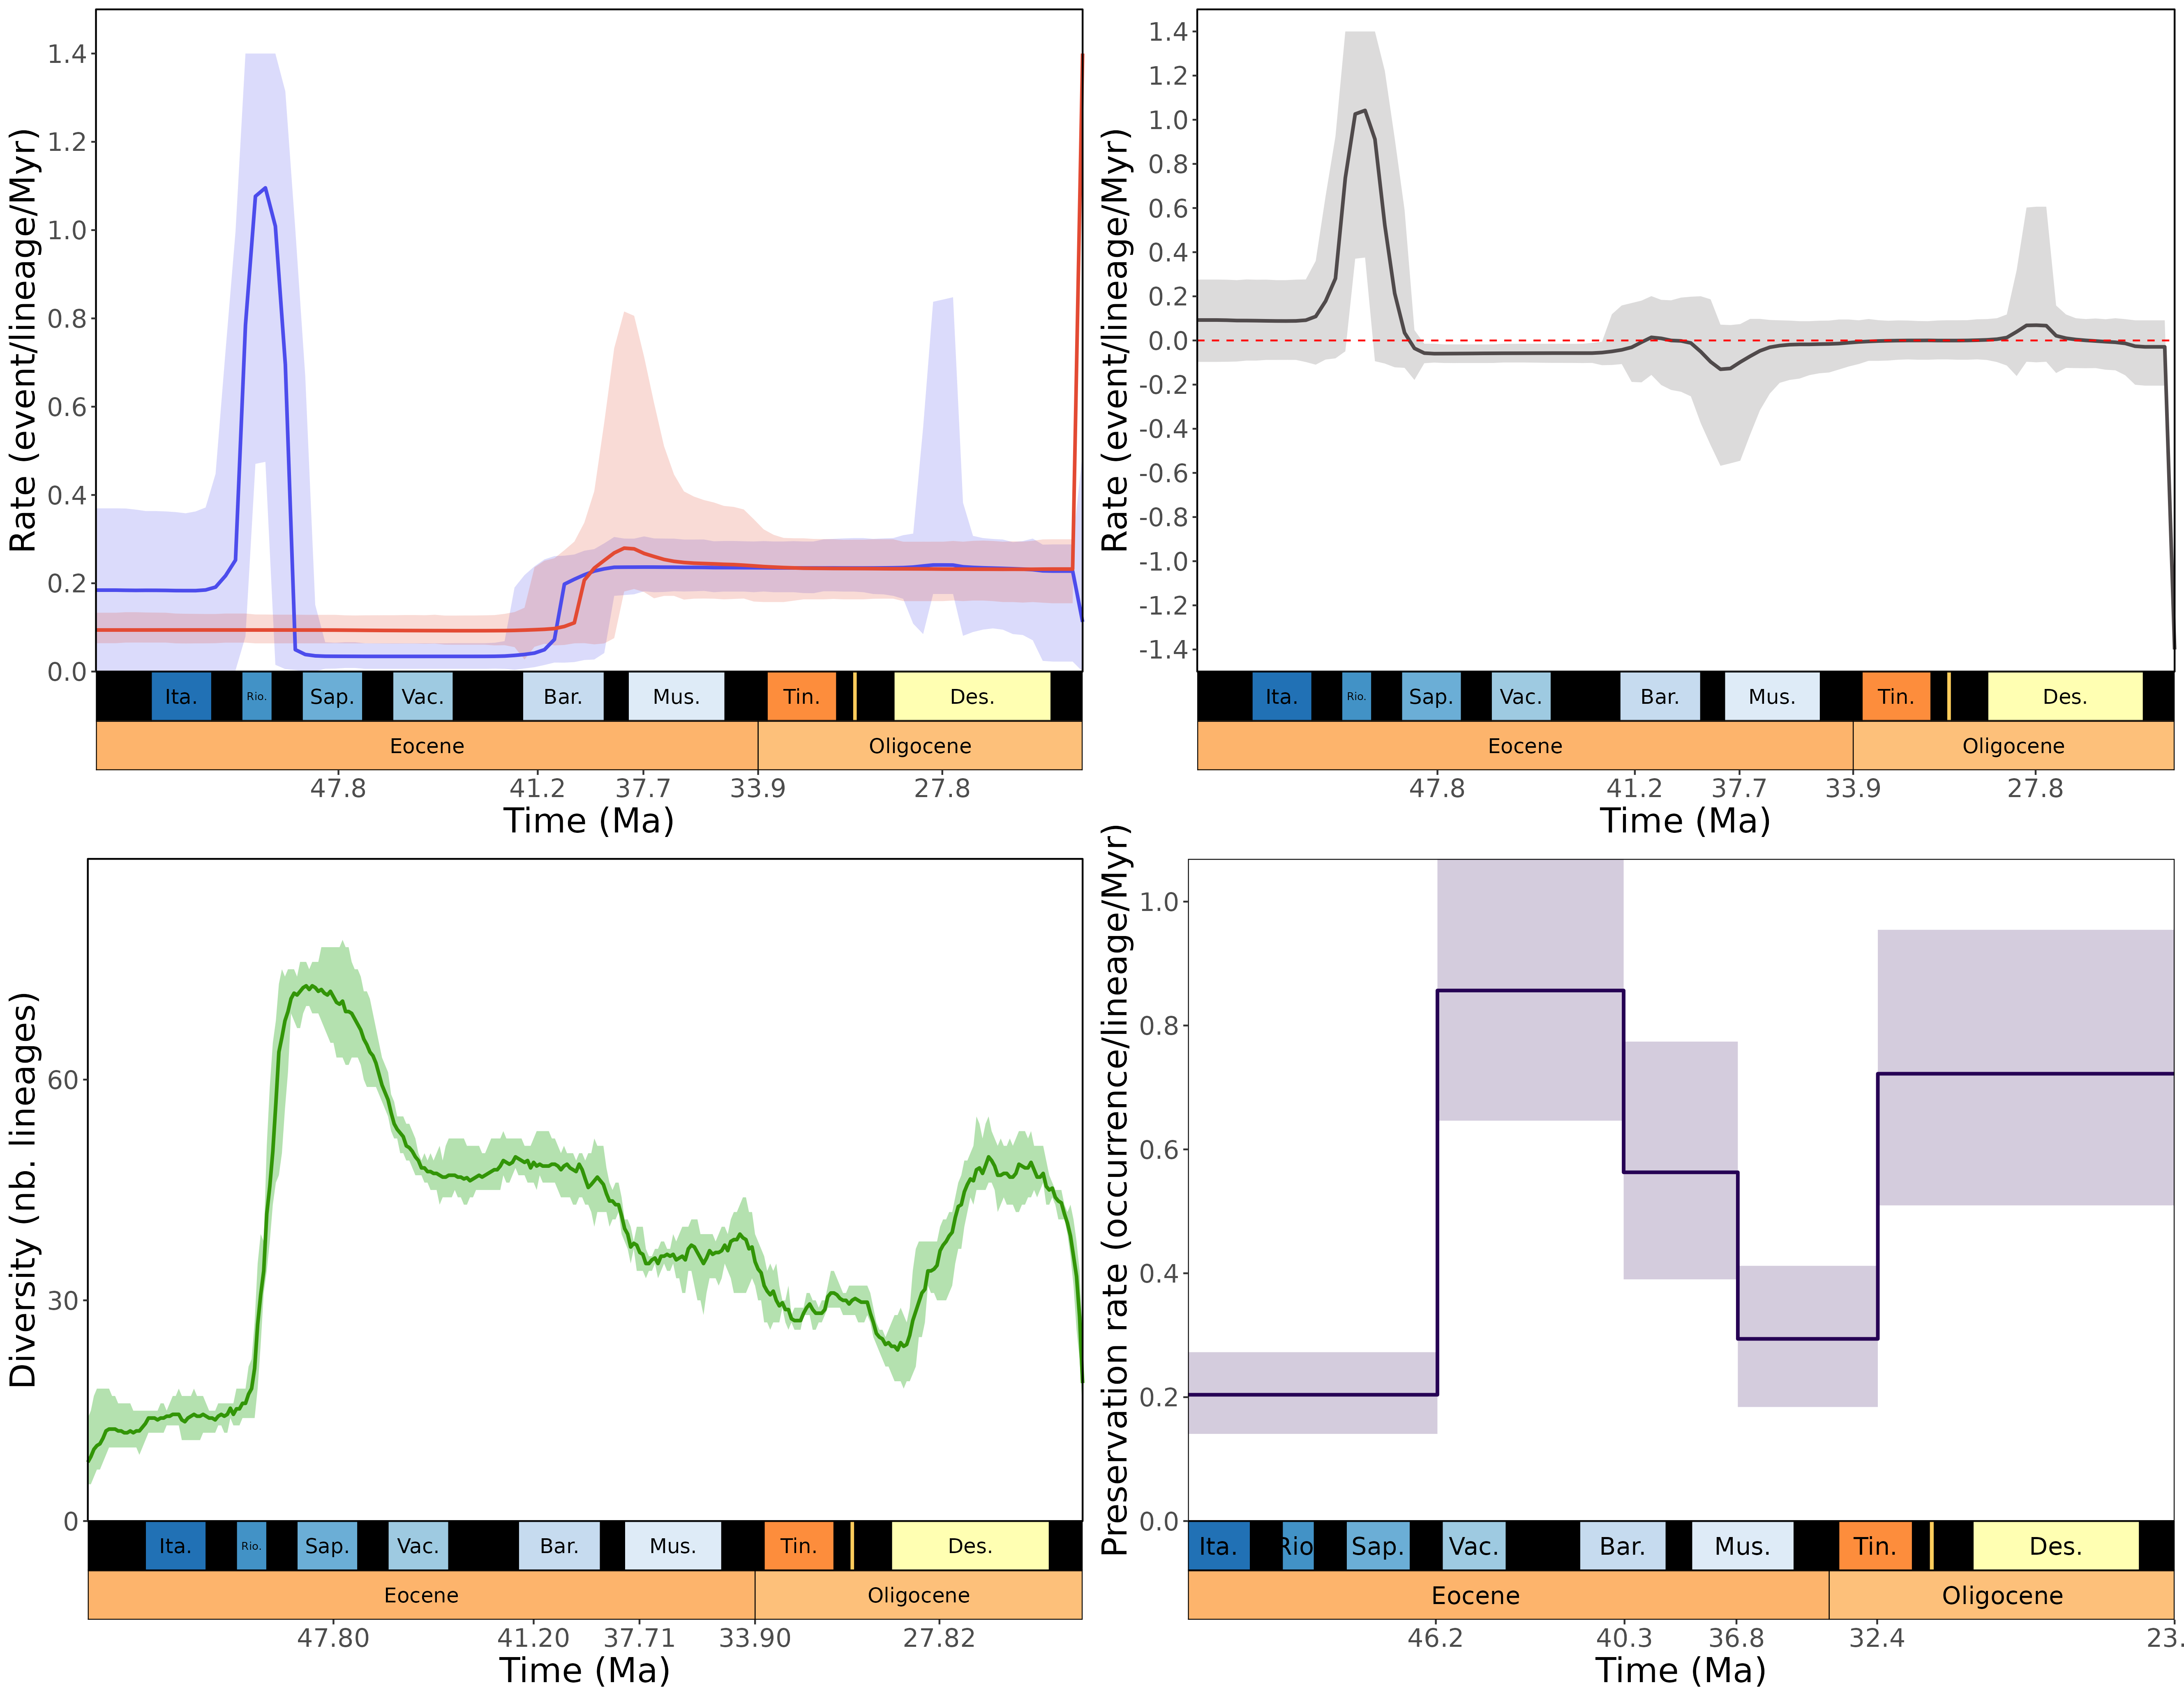 Rate (event/lineage/Myr)
1.4
1.2
1.0
0.8
0.6
0.4
0.2
0.0
Ita. Rio. Sap. Vac. Bar. Mus. Tin. Des.
Eocene Oligocene
47.8 41.2 37.7 33.9 27.8
Time (Ma)
Rate (event/lineage/Myr)
1.4
1.2
1.0
0.8
0.6
0.4
0.2
0.0
-0.2
-0.4
-0.6
-0.8
-1.0
-1.2
-1.4
Ita. Rio. Sap. Vac. Bar. Mus. Tin. Des.
Eocene Oligocene
47.8 41.2 37.7 33.9 27.8
Time (Ma)
Diversity (nb. lineages)
60
30
0
Ita. Rio. Sap. Vac. Bar. Mus. Tin. Des.
Eocene Oligocene
47.80 41.20 37.71 33.90 27.82
Time (Ma)
Preservation rate (occurrence/lineage/Myr)
1.0
0.8
0.6
0.4
0.2
0.0
Ita. Rio Sap. Vac. Bar. Mus. Tin. Des.
Eocene Oligocene
46.2 40.3 36.8 32.4 23.
Time (Ma)